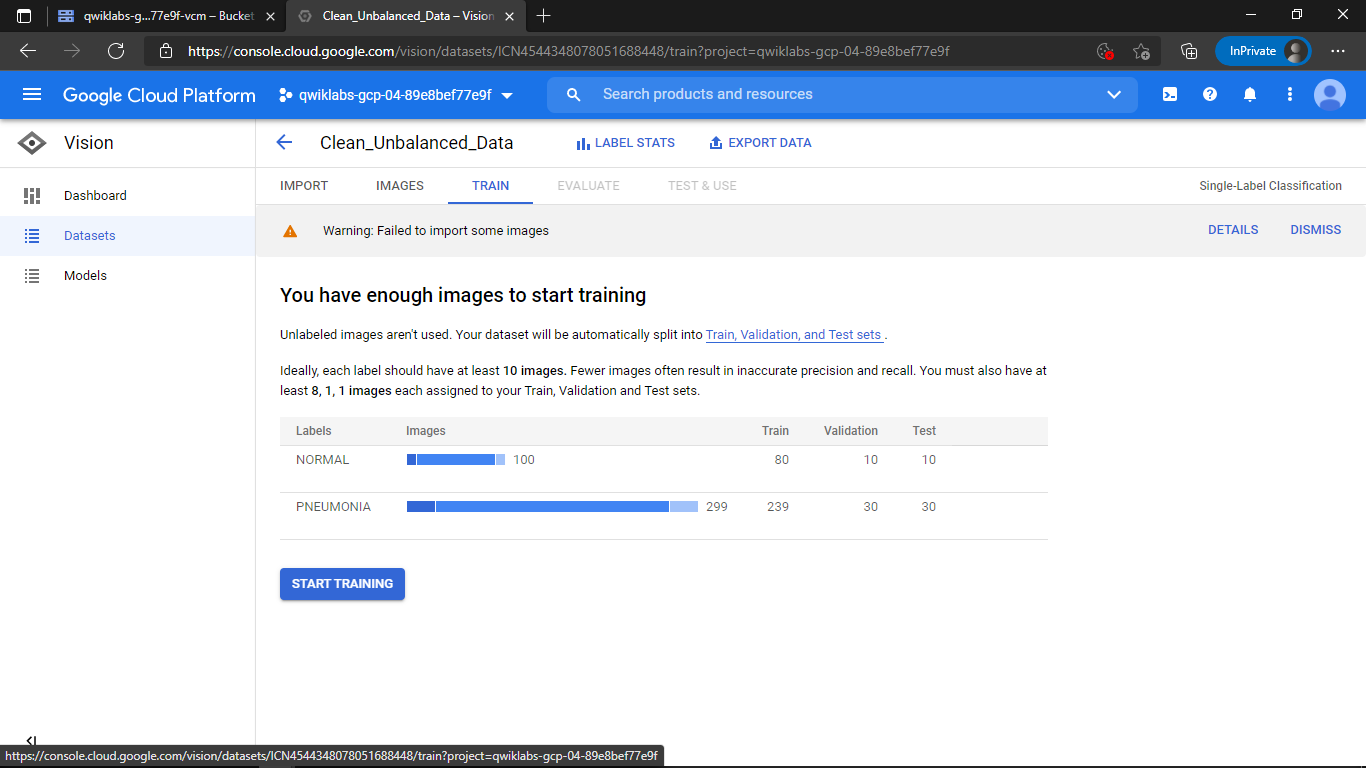 qwiklabs-g...77e9f-vcm – Bucket
Clean_Unbalanced_Data – Vision
https://console.cloud.google.com/vision/datasets/ICN4544348078051688448/train?project=qwiklabs-gcp-04-89e8bef77e9f
InPrivate
Google Cloud Platform
qwiklabs-gcp-04-89e8bef77e9f
Search products and resources
Vision
Clean_Unbalanced_Data
LABEL STATS
EXPORT DATA
Dashboard
Datasets
Models
IMPORT IMAGES TRAIN EVALUATE TEST & USE
Single-Label Classification
Warning: Failed to import some images
DETAILS
DISMISS
You have enough images to start training
Unlabeled images aren't used. Your dataset will be automatically split into Train, Validation, and Test sets .
Ideally, each label should have at least 10 images. Fewer images often result in inaccurate precision and recall. You must also have at
least 8, 1, 1 images each assigned to your Train, Validation and Test sets.
Labels Images Train Validation Test
NORMAL 100 80 10 10
PNEUMONIA 299 239 30 30
START TRAINING
https://console.cloud.google.com/vision/datasets/ICN4544348078051688448/train?project=qwiklabs-gcp-04-89e8bef77e9f